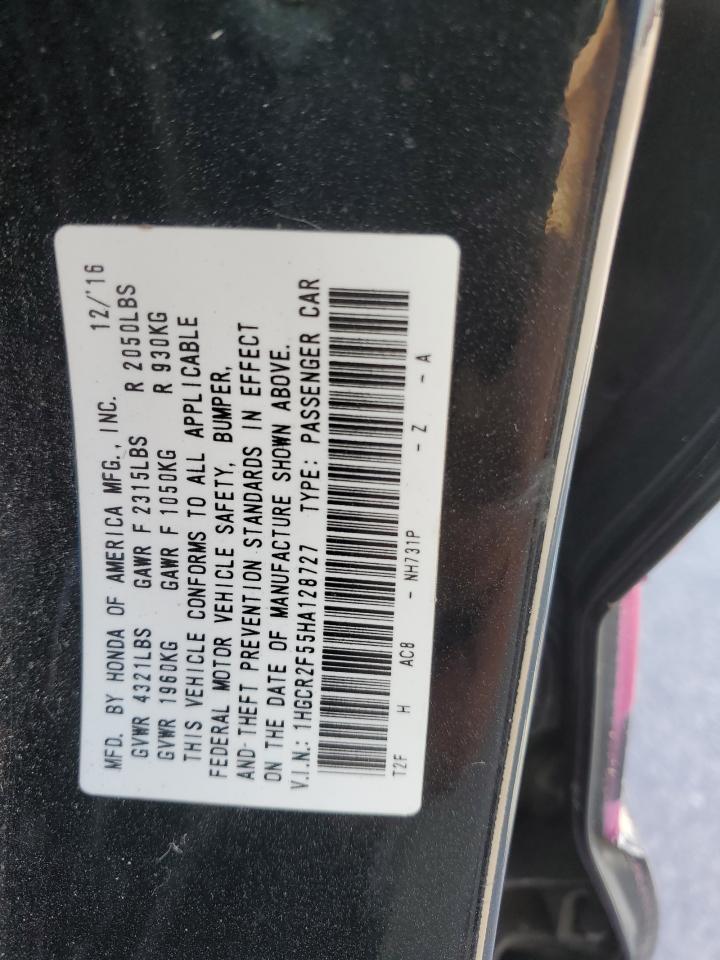 MFD. BY HONDA OF AMERICA MFG., INC. 12/'16
GVWR 4321LBS GAWR F 2315LBS R 2050LBS
GVWR 1960KG GAWR F 1050KG R 930KG
THIS VEHICLE CONFORMS TO ALL APPLICABLE
FEDERAL MOTOR VEHICLE SAFETY, BUMPER,
AND THEFT PREVENTION STANDARDS IN EFFECT
ON THE DATE OF MANUFACTURE SHOWN ABOVE.
V.I.N.: 1HGCR2F55HA128727 TYPE: PASSENGER CAR
T2F H AC8 - NH731P - Z - A